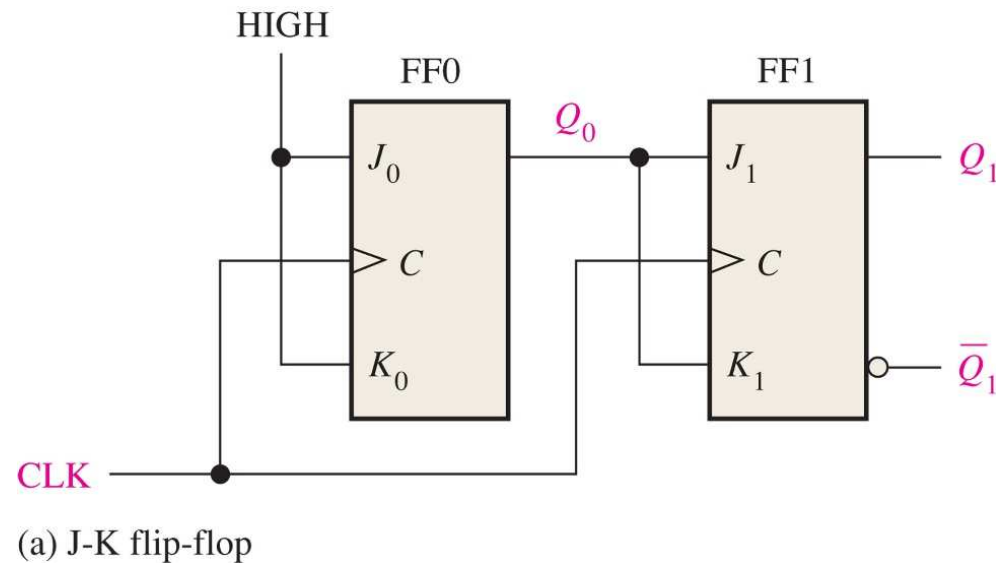 HIGH
FF0
FF1
Q₀
J₀
J₁
Q₁
C
C
K₀
K₁
Q̅₁
CLK
(a) J-K flip-flop